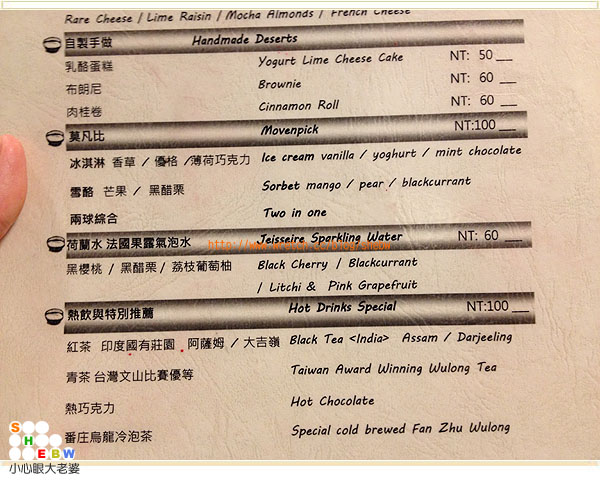 Rare Cheese / Lime Raisin / Mocha Almonds / French Cheese
自製手做 Handmade Deserts
乳酪蛋糕 Yogurt Lime Cheese Cake NT: 50 ___
布朗尼 Brownie NT: 60 ___
肉桂卷 Cinnamon Roll NT: 60 ___
莫凡比 Movenpick NT:100 ___
冰淇淋 香草 / 優格 /薄荷巧克力 Ice cream vanilla / yoghurt / mint chocolate
雪酪 芒果 / 黑醋栗 Sorbet mango / pear / blackcurrant
兩球綜合 Two in one
荷蘭水 法國果露氣泡水 Jeisseire Sparkling Water NT: 60 ___
黑櫻桃 / 黑醋栗 / 荔枝葡萄柚 Black Cherry / Blackcurrant
/ Litchi & Pink Grapefruit
熱飲與特別推薦 Hot Drinks Special NT:100 ___
紅茶 印度國有莊園 阿薩姆 / 大吉嶺 Black Tea <India> Assam / Darjeeling
青茶 台灣文山比賽優等 Taiwan Award Winning Wulong Tea
熱巧克力 Hot Chocolate
番庄烏龍冷泡茶 Special cold brewed Fan Zhu Wulong
SHEBW
小心眼大老婆